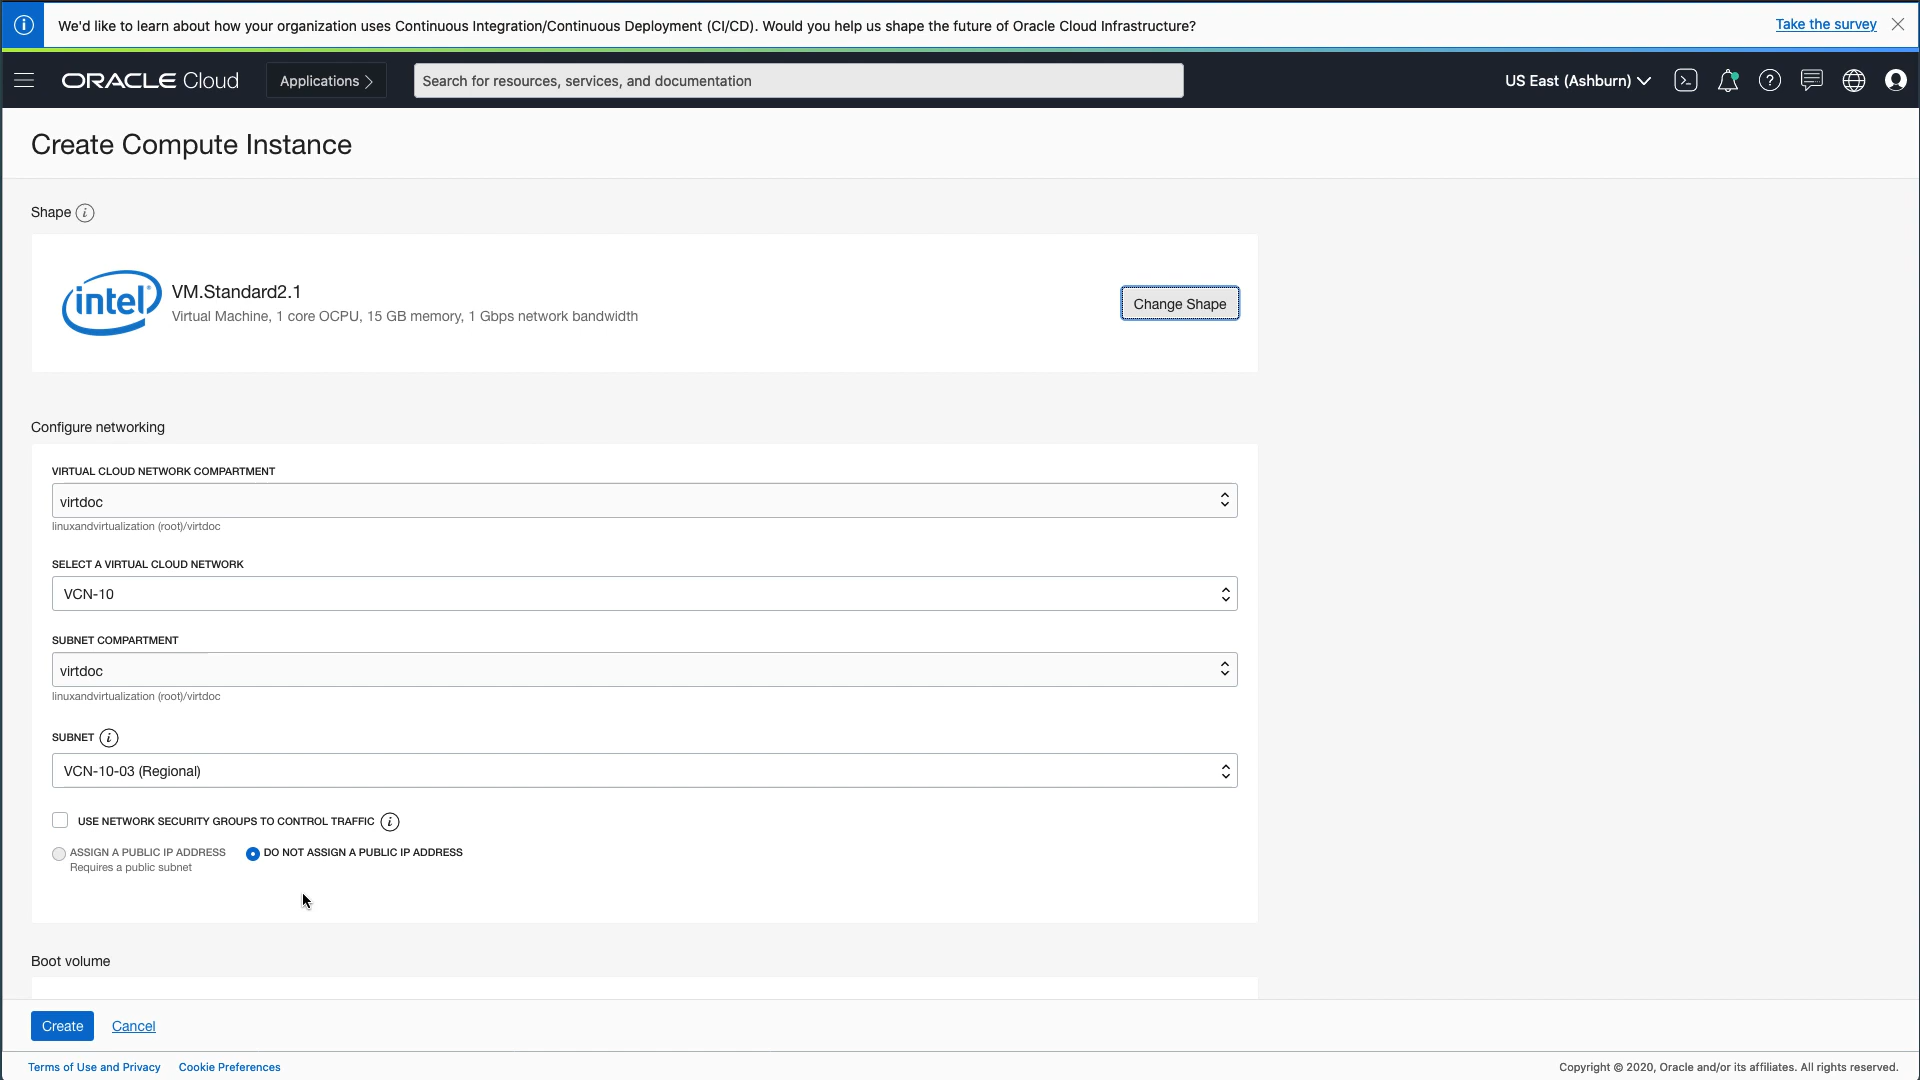 We'd like to learn about how your organization uses Continuous Integration/Continuous Deployment (CI/CD). Would you help us shape the future of Oracle Cloud Infrastructure?
Take the survey
ORACLE Cloud
Applications
Search for resources, services, and documentation
US East (Ashburn)
Create Compute Instance
Shape
intel
VM.Standard2.1
Virtual Machine, 1 core OCPU, 15 GB memory, 1 Gbps network bandwidth
Change Shape
Configure networking
VIRTUAL CLOUD NETWORK COMPARTMENT
virtdoc
linuxandvirtualization (root)/virtdoc
SELECT A VIRTUAL CLOUD NETWORK
VCN-10
SUBNET COMPARTMENT
virtdoc
linuxandvirtualization (root)/virtdoc
SUBNET
VCN-10-03 (Regional)
USE NETWORK SECURITY GROUPS TO CONTROL TRAFFIC
ASSIGN A PUBLIC IP ADDRESS
Requires a public subnet
DO NOT ASSIGN A PUBLIC IP ADDRESS
Boot volume
Create
Cancel
Terms of Use and Privacy
Cookie Preferences
Copyright © 2020, Oracle and/or its affiliates. All rights reserved.